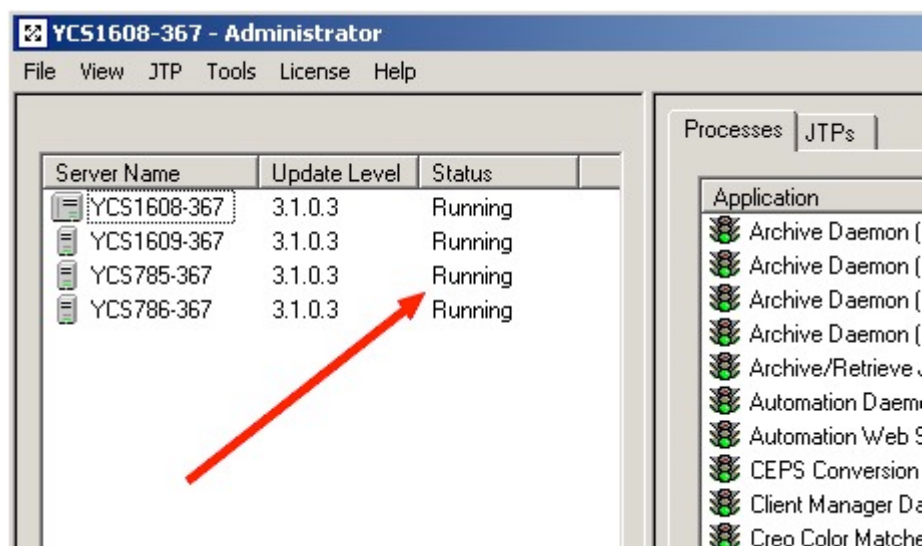 YCS1608-367 - Administrator
File View JTP Tools License Help
Server Name Update Level Status
YCS1608-367 3.1.0.3 Running
YCS1609-367 3.1.0.3 Running
YCS785-367 3.1.0.3 Running
YCS786-367 3.1.0.3 Running
Processes JTPs
Application
Archive Daemon (
Archive Daemon (
Archive Daemon (
Archive Daemon (
Archive/Retrieve
Automation
Automation Web
CEPS Conversion
Client Manager
Creo Color